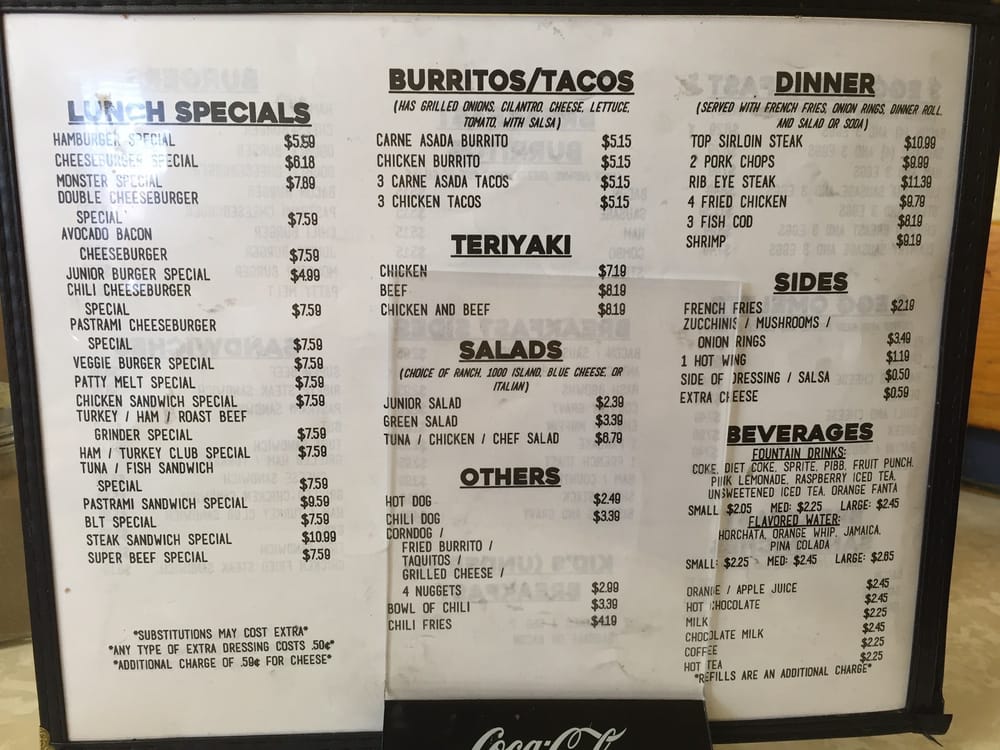 LUNCH SPECIALS
HAMBURGER SPECIAL $5.59
CHEESEBURGER SPECIAL $6.18
MONSTER SPECIAL $7.89
DOUBLE CHEESEBURGER
SPECIAL $7.59
AVOCADO BACON
CHEESEBURGER $7.59
JUNIOR BURGER SPECIAL $4.99
CHILI CHEESEBURGER
SPECIAL $7.59
PASTRAMI CHEESEBURGER
SPECIAL $7.59
VEGGIE BURGER SPECIAL $7.59
PATTY MELT SPECIAL $7.59
CHICKEN SANDWICH SPECIAL $7.59
TURKEY / HAM / ROAST BEEF
GRINDER SPECIAL $7.59
HAM / TURKEY CLUB SPECIAL $7.59
TUNA / FISH SANDWICH
SPECIAL $7.59
PASTRAMI SANDWICH SPECIAL $9.59
BLT SPECIAL $7.59
STEAK SANDWICH SPECIAL $10.99
SUPER BEEF SPECIAL $7.59
*SUBSTITUTIONS MAY COST EXTRA*
*ANY TYPE OF EXTRA DRESSING COSTS .50¢*
*ADDITIONAL CHARGE OF .59¢ FOR CHEESE*
BURRITOS/TACOS
(HAS GRILLED ONIONS, CILANTRO, CHEESE, LETTUCE,
TOMATO, WITH SALSA)
CARNE ASADA BURRITO $5.15
CHICKEN BURRITO $5.15
3 CARNE ASADA TACOS $5.15
3 CHICKEN TACOS $5.15
TERIYAKI
CHICKEN $7.19
BEEF $8.19
CHICKEN AND BEEF $8.19
SALADS
(CHOICE OF RANCH, 1000 ISLAND, BLUE CHEESE, OR
ITALIAN)
JUNIOR SALAD $2.39
GREEN SALAD $3.39
TUNA / CHICKEN / CHEF SALAD $8.79
OTHERS
HOT DOG $2.49
CHILI DOG $3.39
CORNDOG /
FRIED BURRITO /
TAQUITOS /
GRILLED CHEESE /
4 NUGGETS $2.99
BOWL OF CHILI $3.39
CHILI FRIES $4.19
DINNER
(SERVED WITH FRENCH FRIES, ONION RINGS, DINNER ROLL,
AND SALAD OR SODA)
TOP SIRLOIN STEAK $10.99
2 PORK CHOPS $9.99
RIB EYE STEAK $11.39
4 FRIED CHICKEN $9.79
3 FISH COD $8.19
SHRIMP $9.19
SIDES
FRENCH FRIES $2.19
ZUCCHINIS / MUSHROOMS /
ONION RINGS $3.49
1 HOT WING $1.19
SIDE OF DRESSING / SALSA $0.50
EXTRA CHEESE $0.59
BEVERAGES
FOUNTAIN DRINKS:
COKE, DIET COKE, SPRITE, PIBB, FRUIT PUNCH,
PINK LEMONADE, RASPBERRY ICED TEA,
UNSWEETENED ICED TEA, ORANGE FANTA
SMALL $2.05 MED: $2.25 LARGE: $2.45
FLAVORED WATER:
HORCHATA, ORANGE WHIP, JAMAICA,
PINA COLADA
SMALL: $2.25 MED: $2.45 LARGE: $2.65
ORANGE / APPLE JUICE $2.45
HOT CHOCOLATE $2.45
MILK $2.25
CHOCOLATE MILK $2.45
COFFEE $2.25
HOT TEA $2.25
*REFILLS ARE AN ADDITIONAL CHARGE*
Coca-Cola